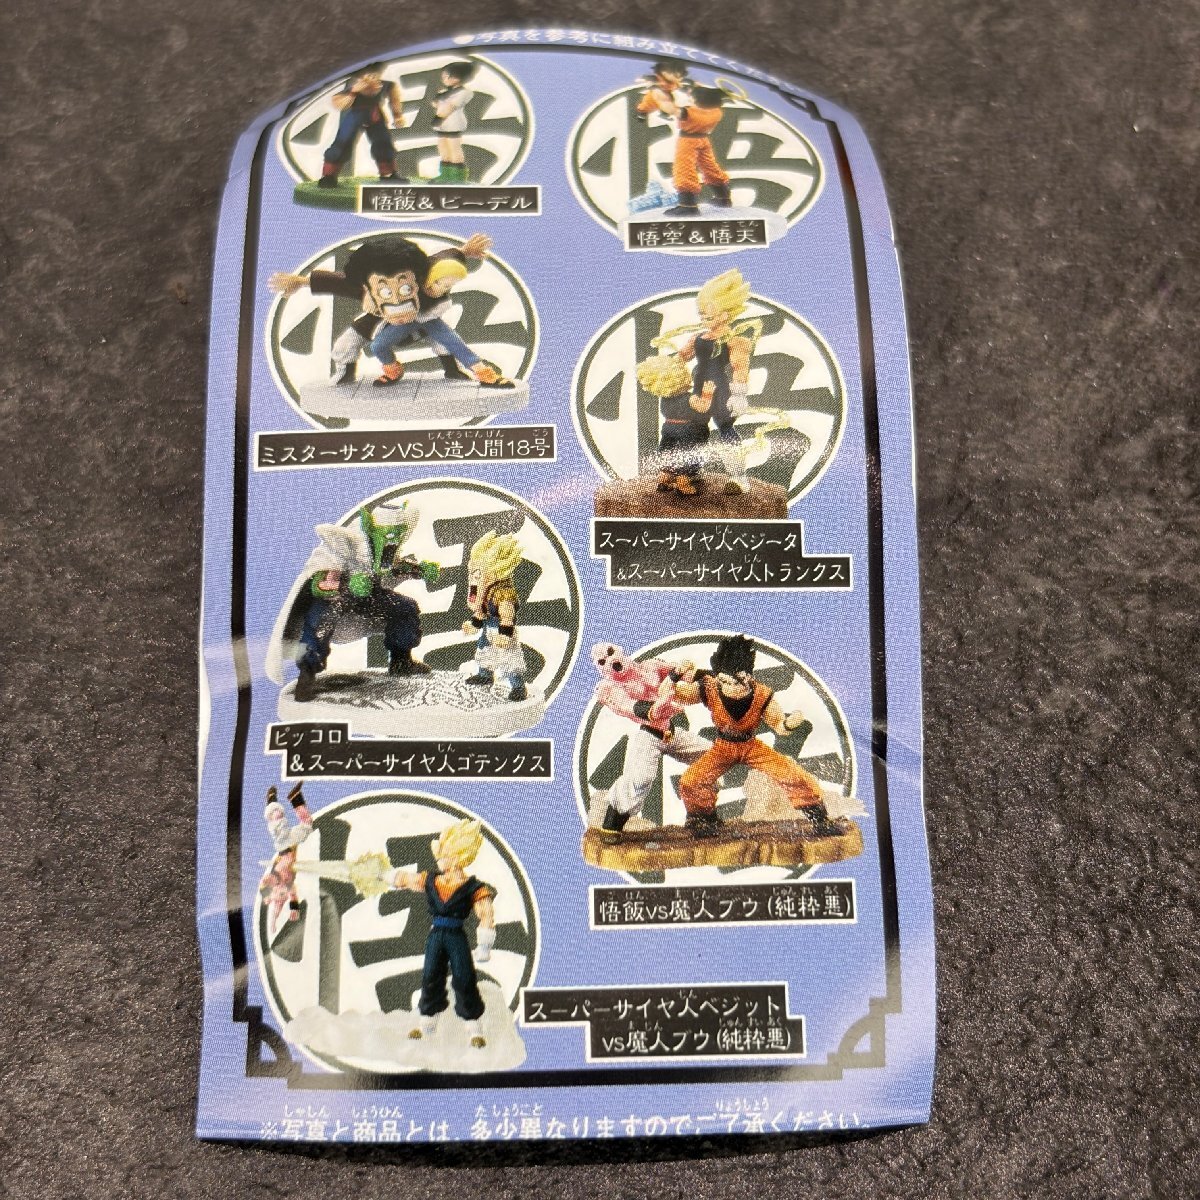 ●写真を参考に組み立ててください。
悟飯&ビーデル
悟空&悟天
ミスターサタンVS人造人間18号
スーパーサイヤ人ベジータ
&スーパーサイヤ人トランクス
ピッコロ
&スーパーサイヤ人ゴテンクス
悟飯vs魔人ブウ(純粋悪)
スーパーサイヤ人ベジット
vs魔人ブウ(純粋悪)
※写真と商品とは、多少異なりますのでご了承ください。